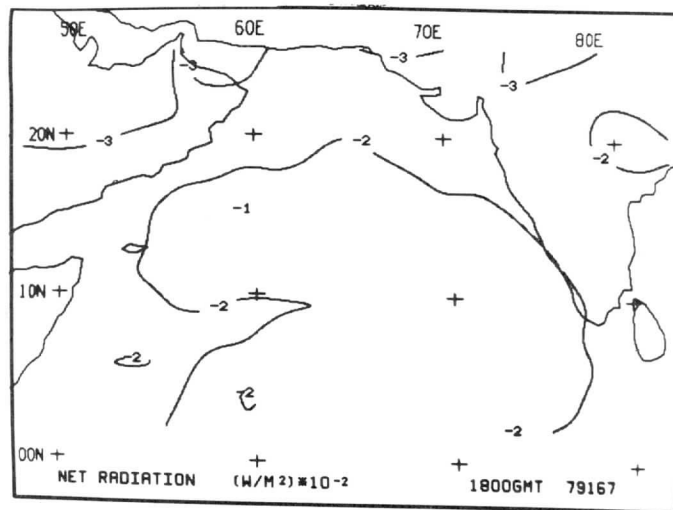 50E 60E 70E 80E
-3 -3 -3
20N -3 -2 -2
-1
10N -2
-2
-2
-2
00N
NET RADIATION (W/M²)*10-² 1800GMT 79167